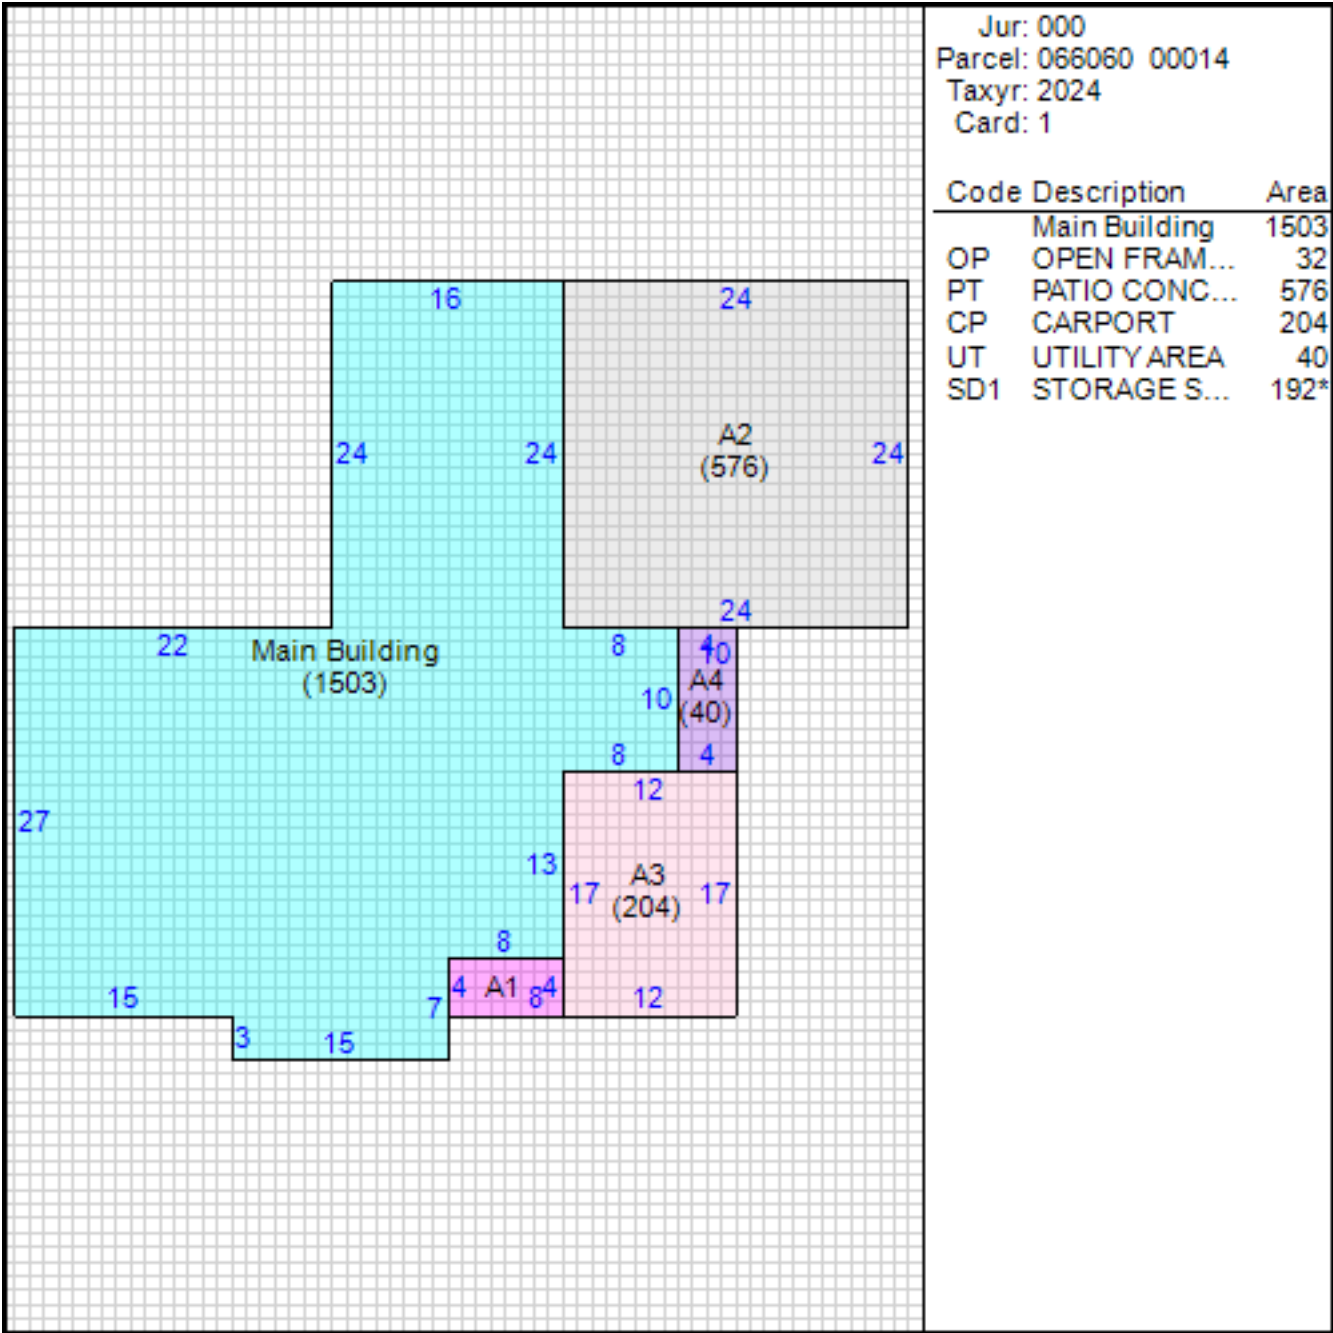 Jur: 000
Parcel: 066060 00014
Taxyr: 2024
Card: 1
Code Description Area
Main Building 1503
OP OPEN FRAM... 32
PT PATIO CONC... 576
CP CARPORT 204
UT UTILITY AREA 40
SD1 STORAGE S... 192*
16 24
24 24 A2 24
(576)
24
22 Main Building 8 4 10
(1503) 10 A4
(40)
8 4
12
27 13 17 A3 17
(204)
8
15 7 4 A1 8 4 12
3 15